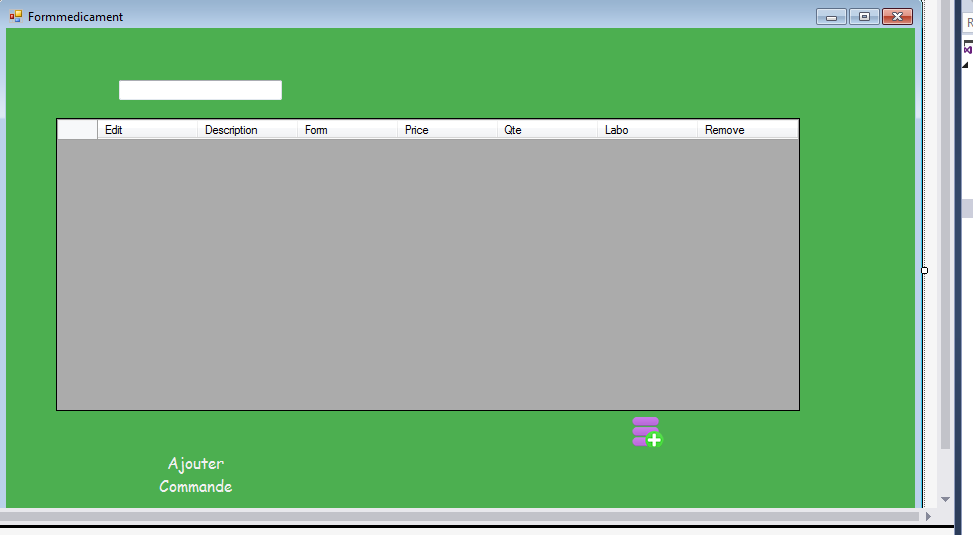 Formmedicament
Edit Description Form Price Qte Labo Remove
Ajouter
Commande